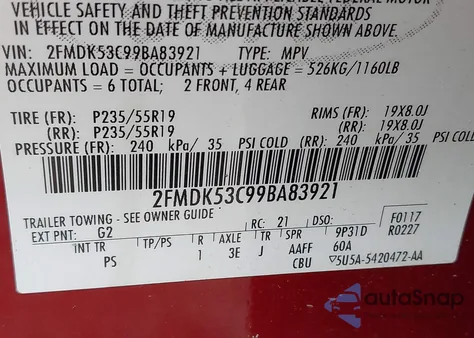 VEHICLE SAFETY AND THEFT PREVENTION STANDARDS
IN EFFECT ON THE DATE OF MANUFACTURE SHOWN ABOVE.
VIN: 2FMDK53C99BA83921 TYPE: MPV
MAXIMUM LOAD = OCCUPANTS + LUGGAGE = 526KG/1160LB
OCCUPANTS = 6 TOTAL; 2 FRONT, 4 REAR
TIRE (FR): P235/55R19 RIMS (FR): 19X8.0J
(RR) P235/55R19 (RR): 19X8.0J
PRESSURE (FR): 240 kPa/ 35 PSI COLD (RR): 240 kPa/ 35 PSI COLD
2FMDK53C99BA83921
TRAILER TOWING - SEE OWNER GUIDE
EXT PNT: G2 RC: 21 DSO: F0117
9P31D R0227
INT TR TP/PS R AXLE TR SPR 60A
PS 1 3E J AAFF
CBU ▽5U5A-5420472-AA
autoSnap